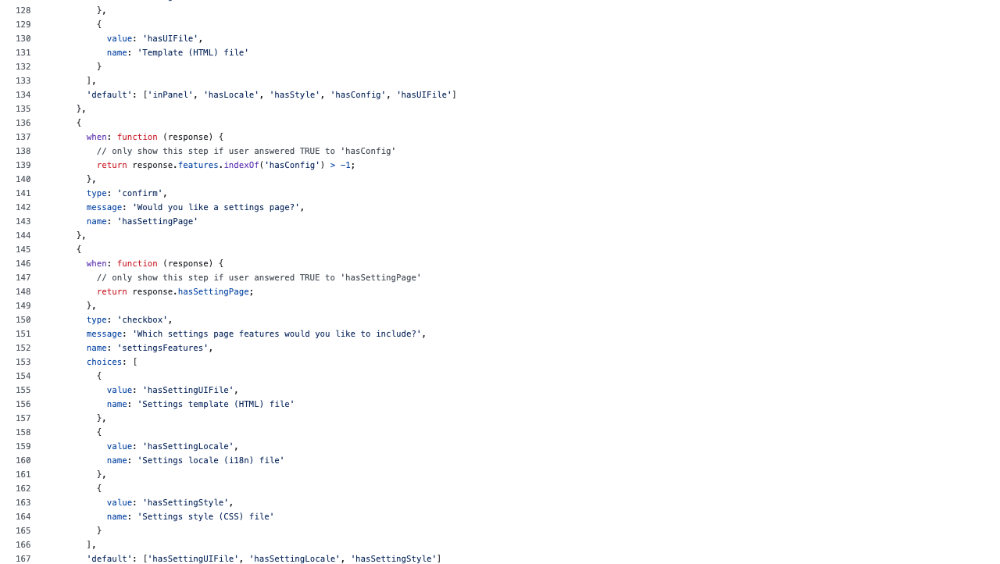 128 },
129 {
130 value: 'hasUIFile',
131 name: 'Template (HTML) file'
132 }
133 ],
134 'default': ['inPanel', 'hasLocale', 'hasStyle', 'hasConfig', 'hasUIFile']
135 },
136 {
137 when: function (response) {
138 // only show this step if user answered TRUE to 'hasConfig'
139 return response.features.indexOf('hasConfig') > -1;
140 },
141 type: 'confirm',
142 message: 'Would you like a settings page?',
143 name: 'hasSettingPage'
144 },
145 {
146 when: function (response) {
147 // only show this step if user answered TRUE to 'hasSettingPage'
148 return response.hasSettingPage;
149 },
150 type: 'checkbox',
151 message: 'Which settings page features would you like to include?',
152 name: 'settingsFeatures',
153 choices: [
154 {
155 value: 'hasSettingUIFile',
156 name: 'Settings template (HTML) file'
157 },
158 {
159 value: 'hasSettingLocale',
160 name: 'Settings locale (i18n) file'
161 },
162 {
163 value: 'hasSettingStyle',
164 name: 'Settings style (CSS) file'
165 }
166 ],
167 'default': ['hasSettingUIFile', 'hasSettingLocale', 'hasSettingStyle']